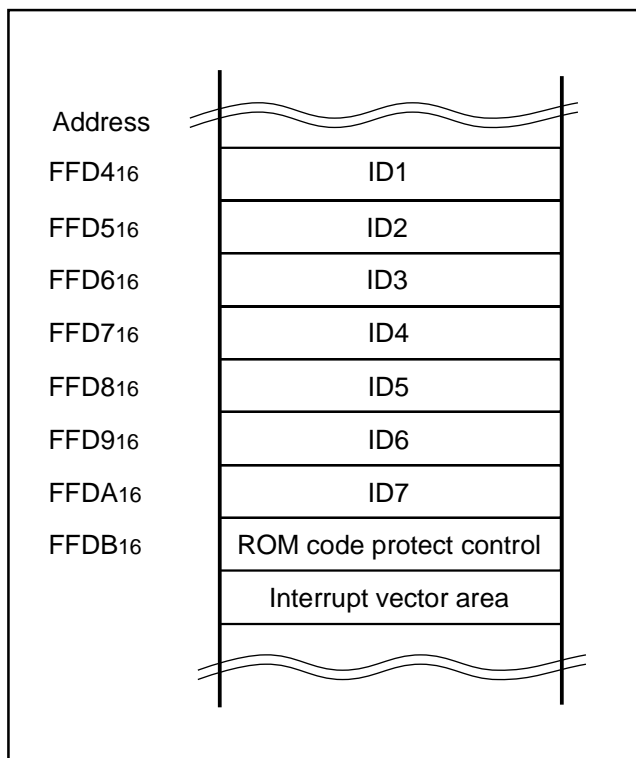 Address
FFD416 ID1
FFD516 ID2
FFD616 ID3
FFD716 ID4
FFD816 ID5
FFD916 ID6
FFDA16 ID7
FFDB16 ROM code protect control
Interrupt vector area